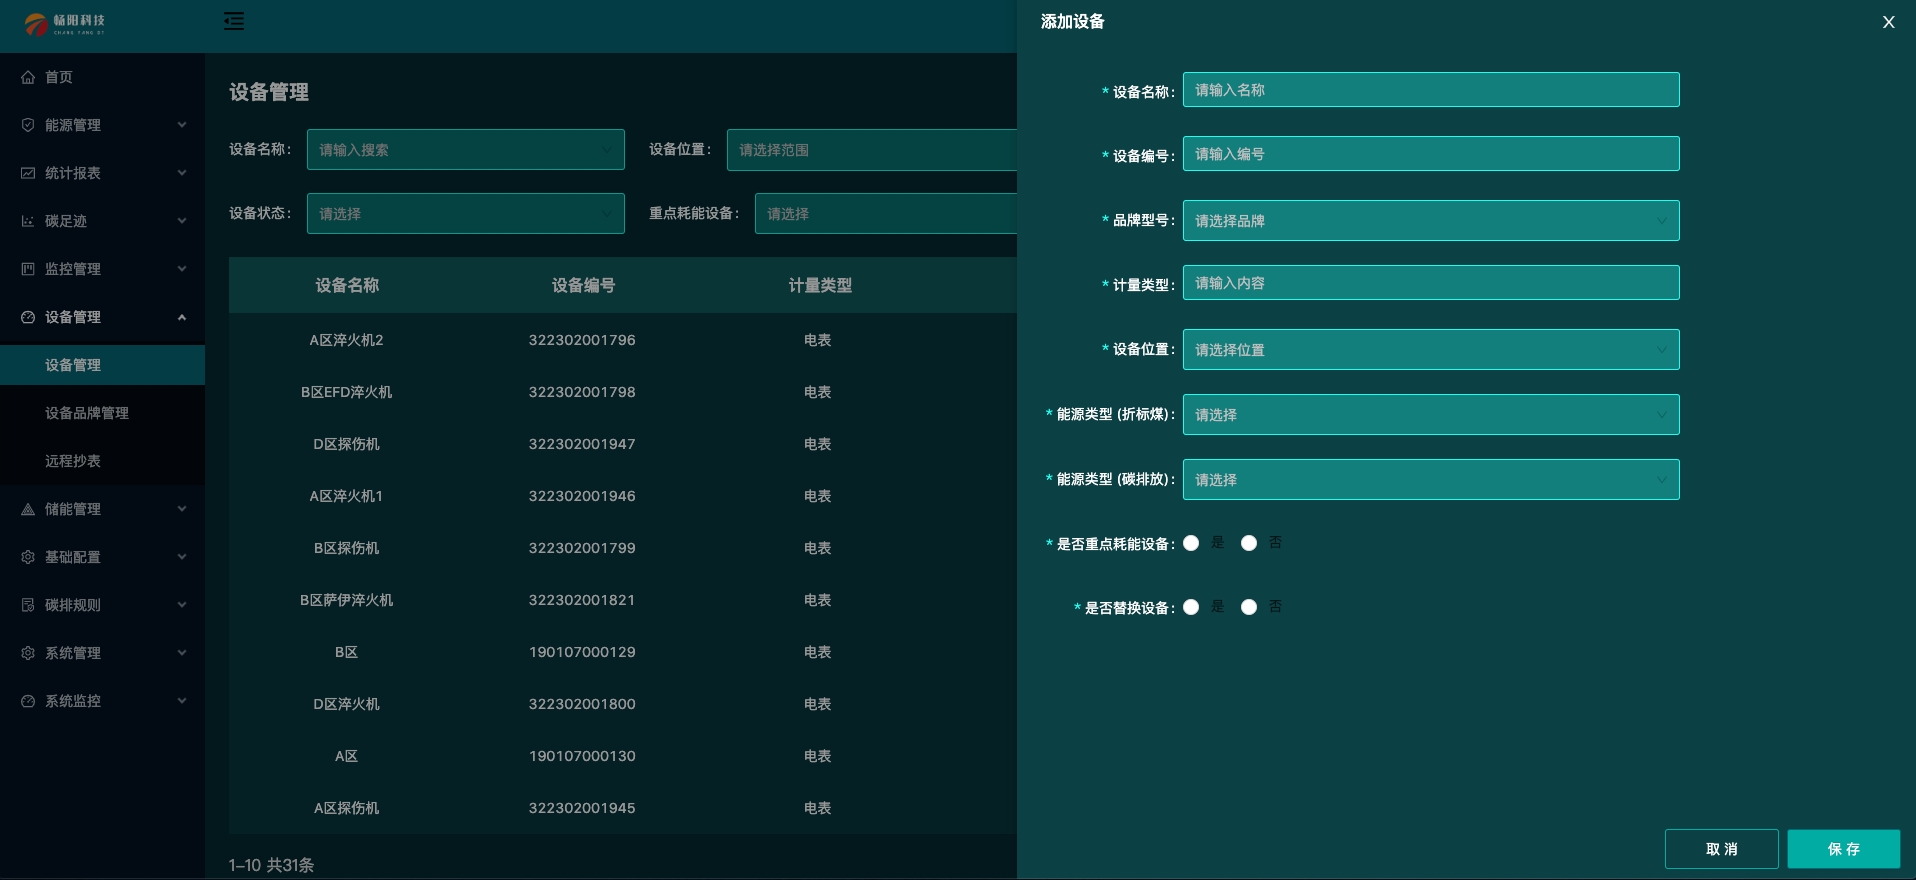 畅阳科技
添加设备
X
首页
能源管理
统计报表
碳足迹
监控管理
设备管理
设备管理
设备品牌管理
远程抄表
储能管理
基础配置
碳排规则
系统管理
系统监控
设备管理
设备名称: 请输入搜索 设备位置: 请选择范围
设备状态: 请选择 重点耗能设备: 请选择
设备名称 设备编号 计量类型
A区淬火机2 322302001796 电表
B区EFD淬火机 322302001798 电表
D区探伤机 322302001947 电表
A区淬火机1 322302001946 电表
B区探伤机 322302001799 电表
B区萨伊淬火机 322302001821 电表
B区 190107000129 电表
D区淬火机 322302001800 电表
A区 190107000130 电表
A区探伤机 322302001945 电表
1-10 共31条
* 设备名称: 请输入名称
* 设备编号: 请输入编号
* 品牌型号: 请选择品牌
* 计量类型: 请输入内容
* 设备位置: 请选择位置
* 能源类型 (折标煤): 请选择
* 能源类型 (碳排放): 请选择
* 是否重点耗能设备: 是 否
* 是否替换设备: 是 否
取 消 保 存